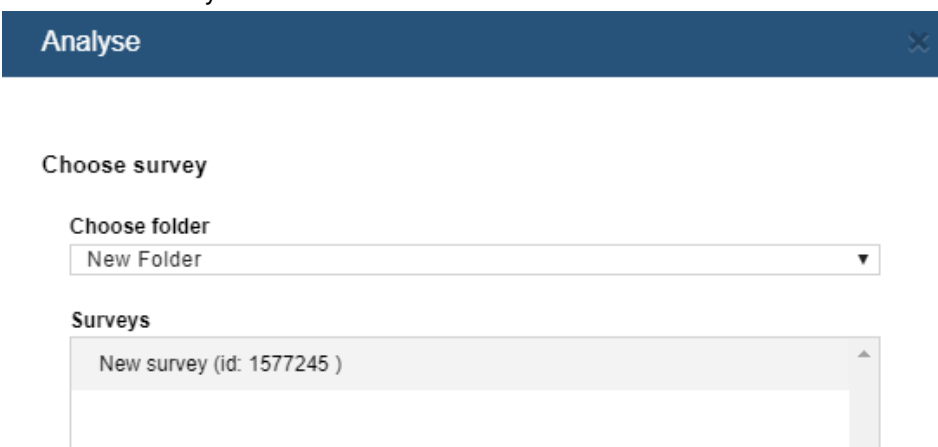 Analyse
Choose survey
Choose folder
New Folder
Surveys
New survey (id: 1577245 )